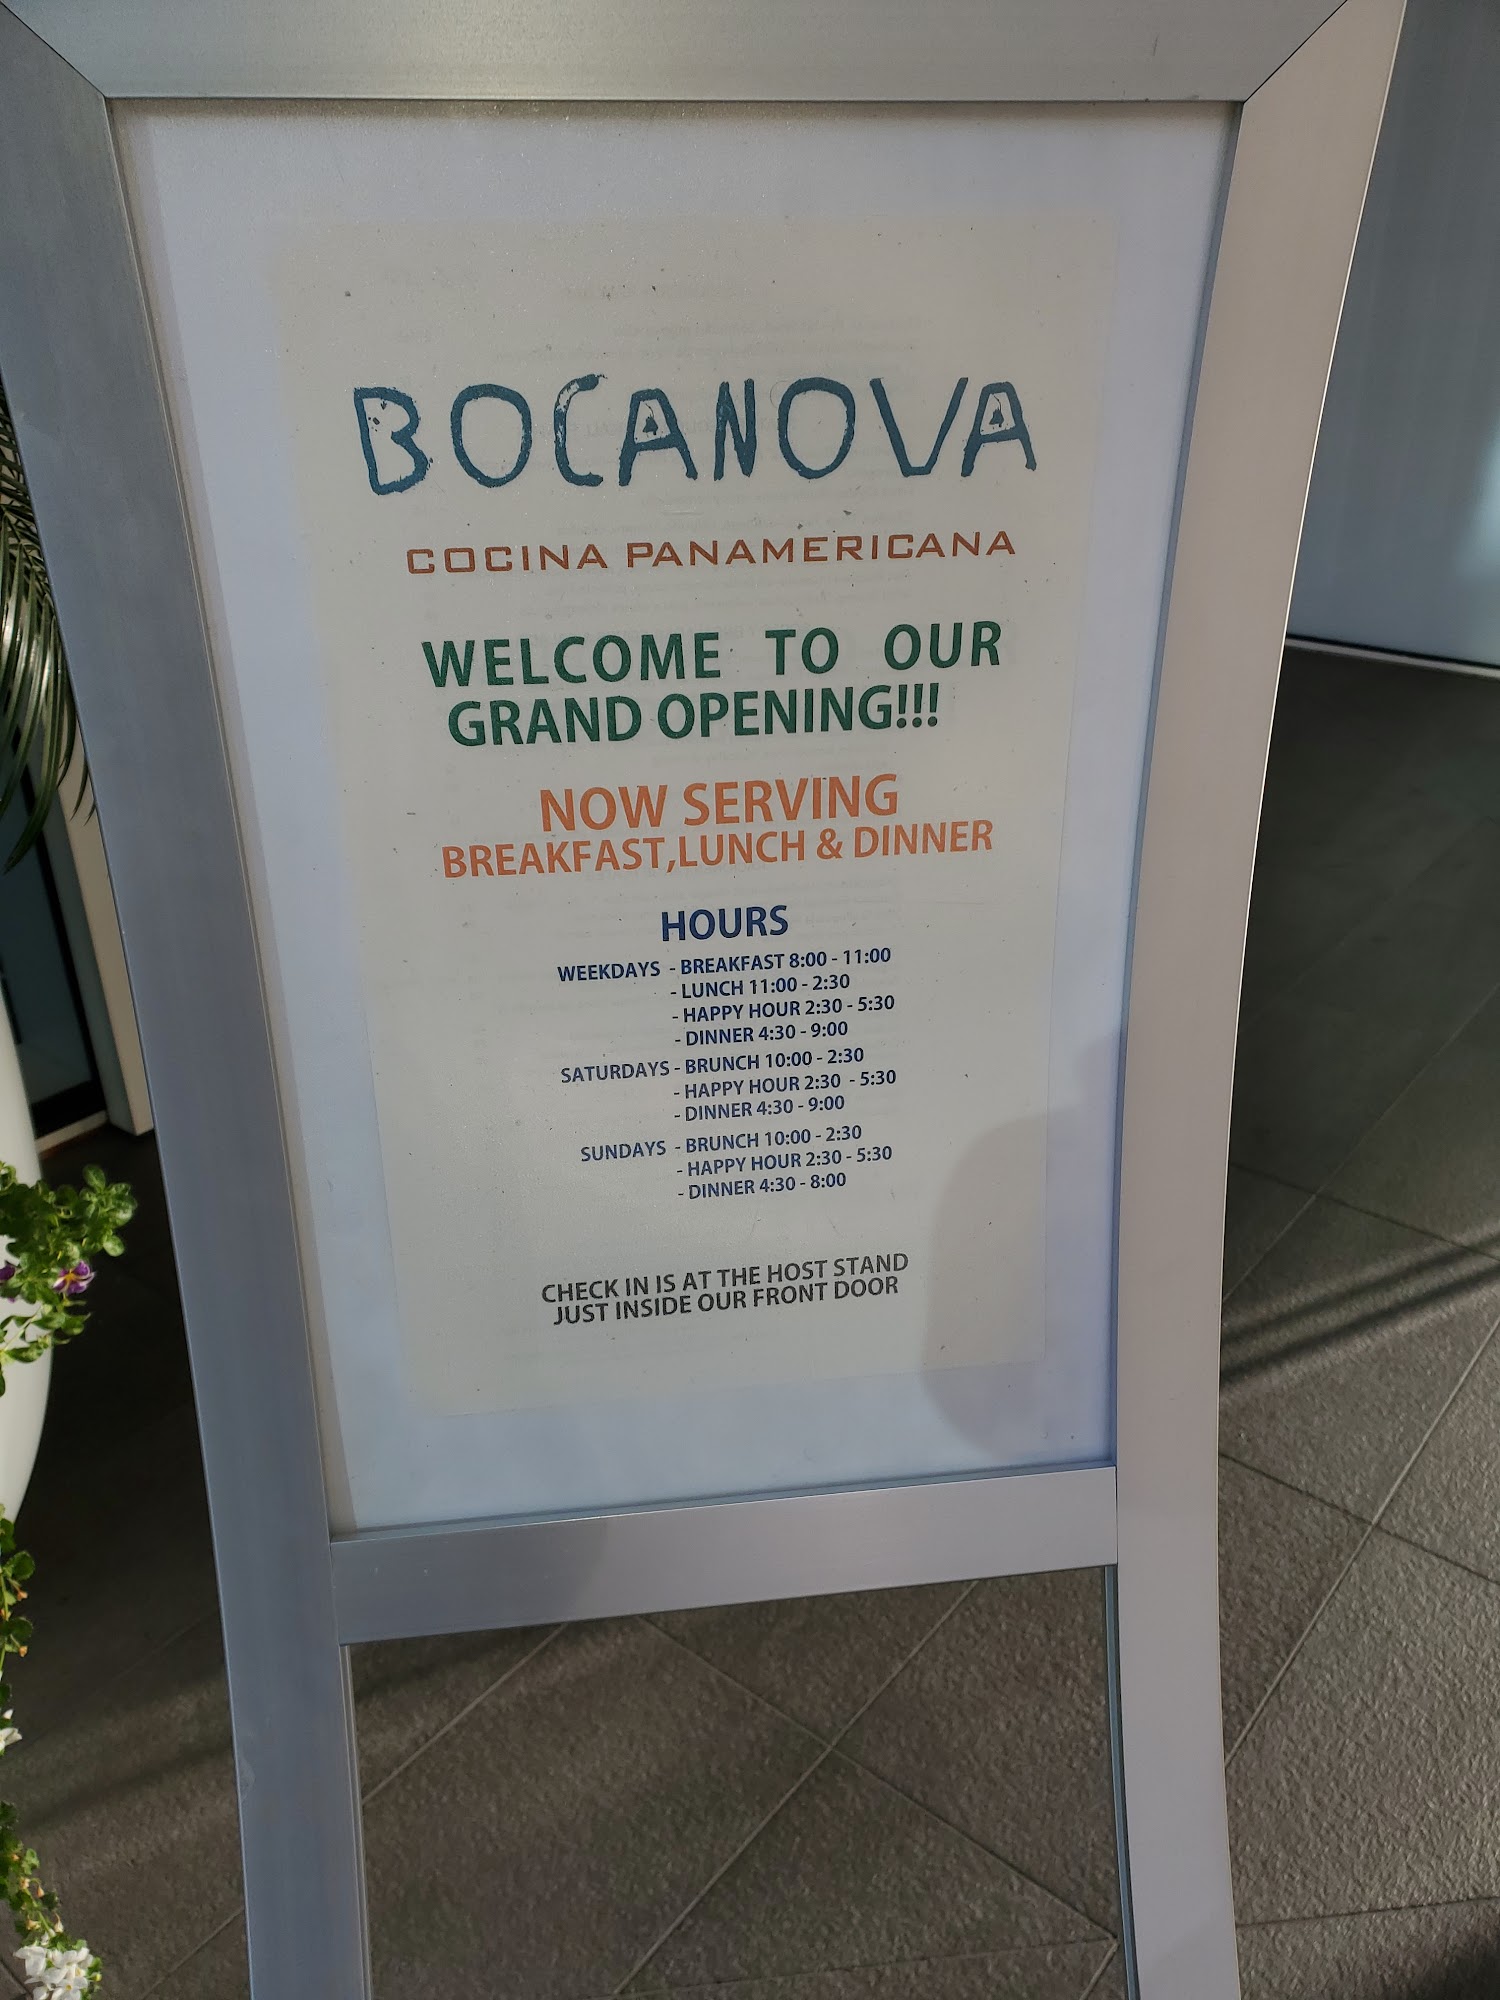 BOCANOVA
COCINA PANAMERICANA
WELCOME TO OUR
GRAND OPENING!!!
NOW SERVING
BREAKFAST,LUNCH & DINNER
HOURS
WEEKDAYS - BREAKFAST 8:00 - 11:00
- LUNCH 11:00 - 2:30
- HAPPY HOUR 2:30 - 5:30
- DINNER 4:30 - 9:00
SATURDAYS - BRUNCH 10:00 - 2:30
- HAPPY HOUR 2:30 - 5:30
- DINNER 4:30 - 9:00
SUNDAYS - BRUNCH 10:00 - 2:30
- HAPPY HOUR 2:30 - 5:30
- DINNER 4:30 - 8:00
CHECK IN IS AT THE HOST STAND
JUST INSIDE OUR FRONT DOOR